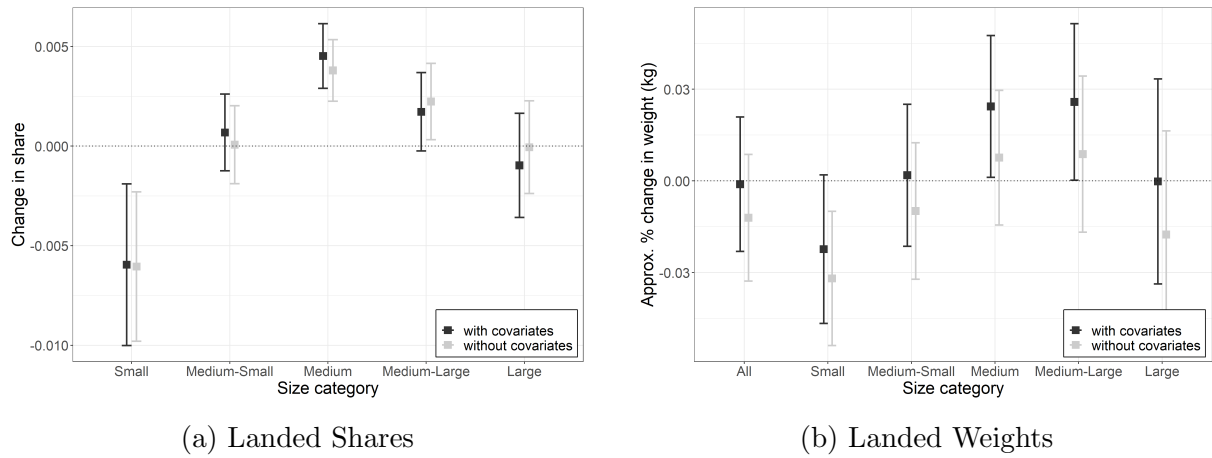 Change in share
0.005
0.000
-0.005
-0.010
with covariates
without covariates
Small Medium-Small Medium Medium-Large Large
Size category
(a) Landed Shares
Approx. % change in weight (kg)
0.03
0.00
-0.03
with covariates
without covariates
All Small Medium-Small Medium Medium-Large Large
Size category
(b) Landed Weights